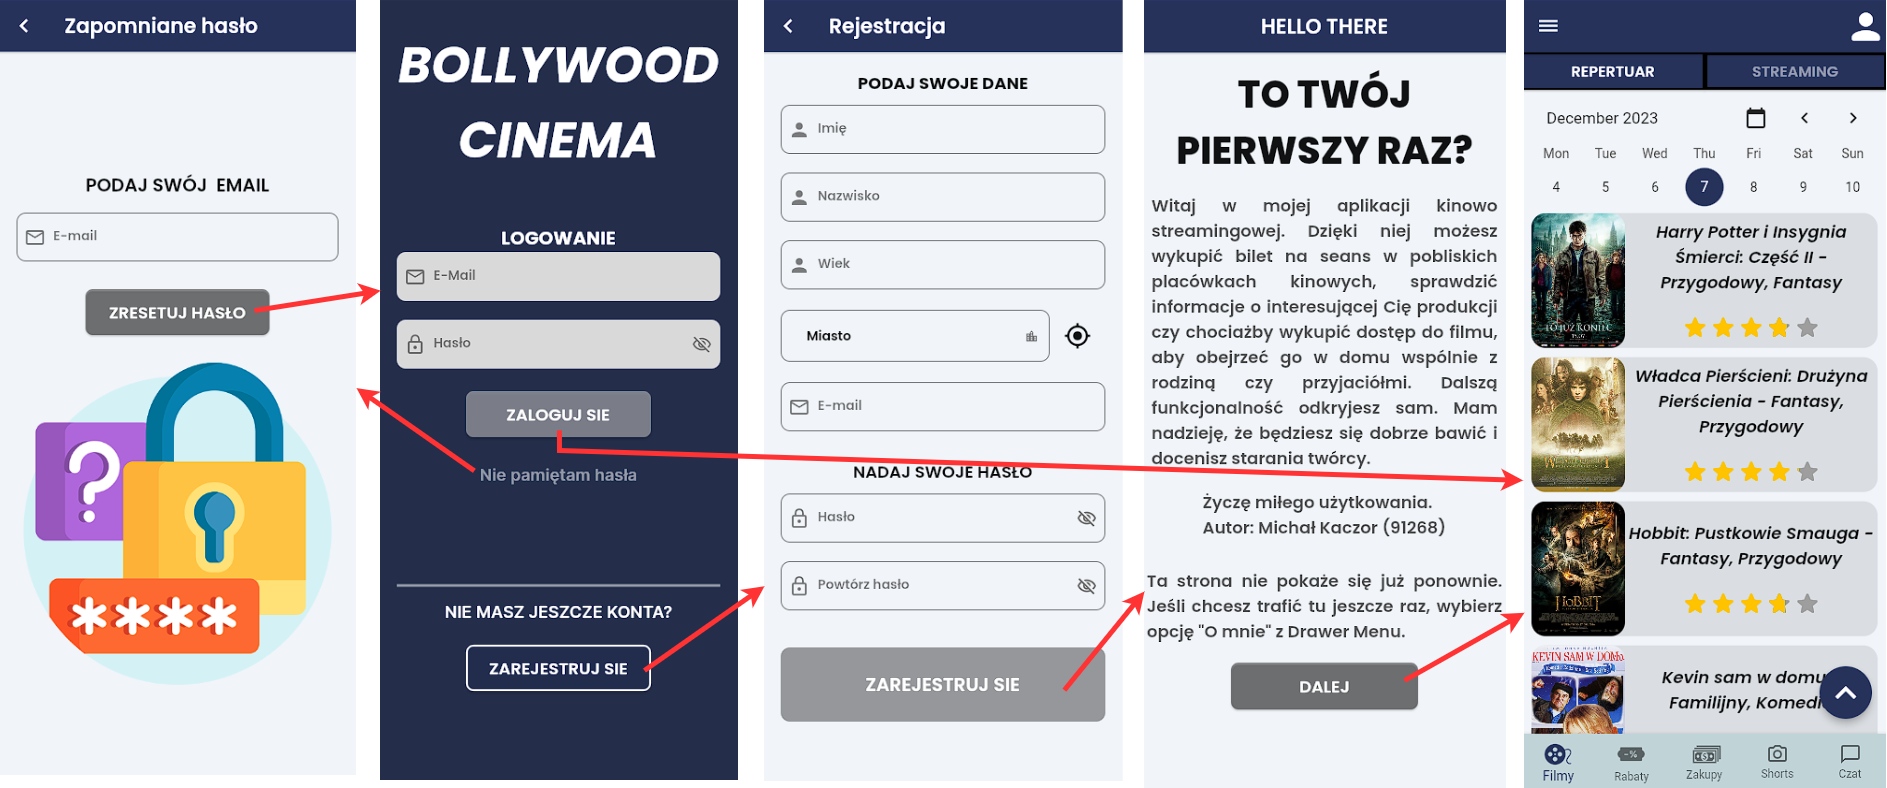 Zapomniane hasło
PODAJ SWÓJ EMAIL
E-mail
ZRESETUJ HASŁO
?
****
BOLLYWOOD
CINEMA
LOGOWANIE
E-Mail
Hasło
ZALOGUJ SIE
Nie pamiętam hasła
NIE MASZ JESZCZE KONTA?
ZAREJESTRUJ SIE
Rejestracja
PODAJ SWOJE DANE
Imię
Nazwisko
Wiek
Miasto
E-mail
NADAJ SWOJE HASŁO
Hasło
Powtórz hasło
ZAREJESTRUJ SIE
HELLO THERE
TO TWÓJ
PIERWSZY RAZ?
Witaj w mojej aplikacji kinowo
streamingowej. Dzięki niej możesz
wykupić bilet na seans w pobliskich
placówkach kinowych, sprawdzić
informacje o interesującej Cię produkcji
czy chociażby wykupić dostęp do filmu,
aby obejrzeć go w domu wspólnie z
rodziną czy przyjaciółmi. Dalszą
funkcjonalność odkryjesz sam. Mam
nadzieję, że będziesz się dobrze bawić i
docenisz starania twórcy.
Życzę miłego użytkowania.
Autor: Michał Kaczor (91268)
Ta strona nie pokaże się już ponownie.
Jeśli chcesz trafić tu jeszcze raz, wybierz
opcję "O mnie" z Drawer Menu.
DALEJ
REPERTUAR
STREAMING
December 2023
Mon Tue Wed Thu Fri Sat Sun
4 5 6 7 8 9 10
TO JUŻ KONIEC
Harry Potter i Insygnia
Śmierci: Część II -
Przygodowy, Fantasy
Władca Pierścieni: Drużyna
Pierścienia - Fantasy,
Przygodowy
HOBBIT
Hobbit: Pustkowie Smauga -
Fantasy, Przygodowy
KEVIN SAM W DOMU
Kevin sam w domu
Familijny, Komedi
Filmy
-%
Rabaty
Zakupy
Shorts
Czat